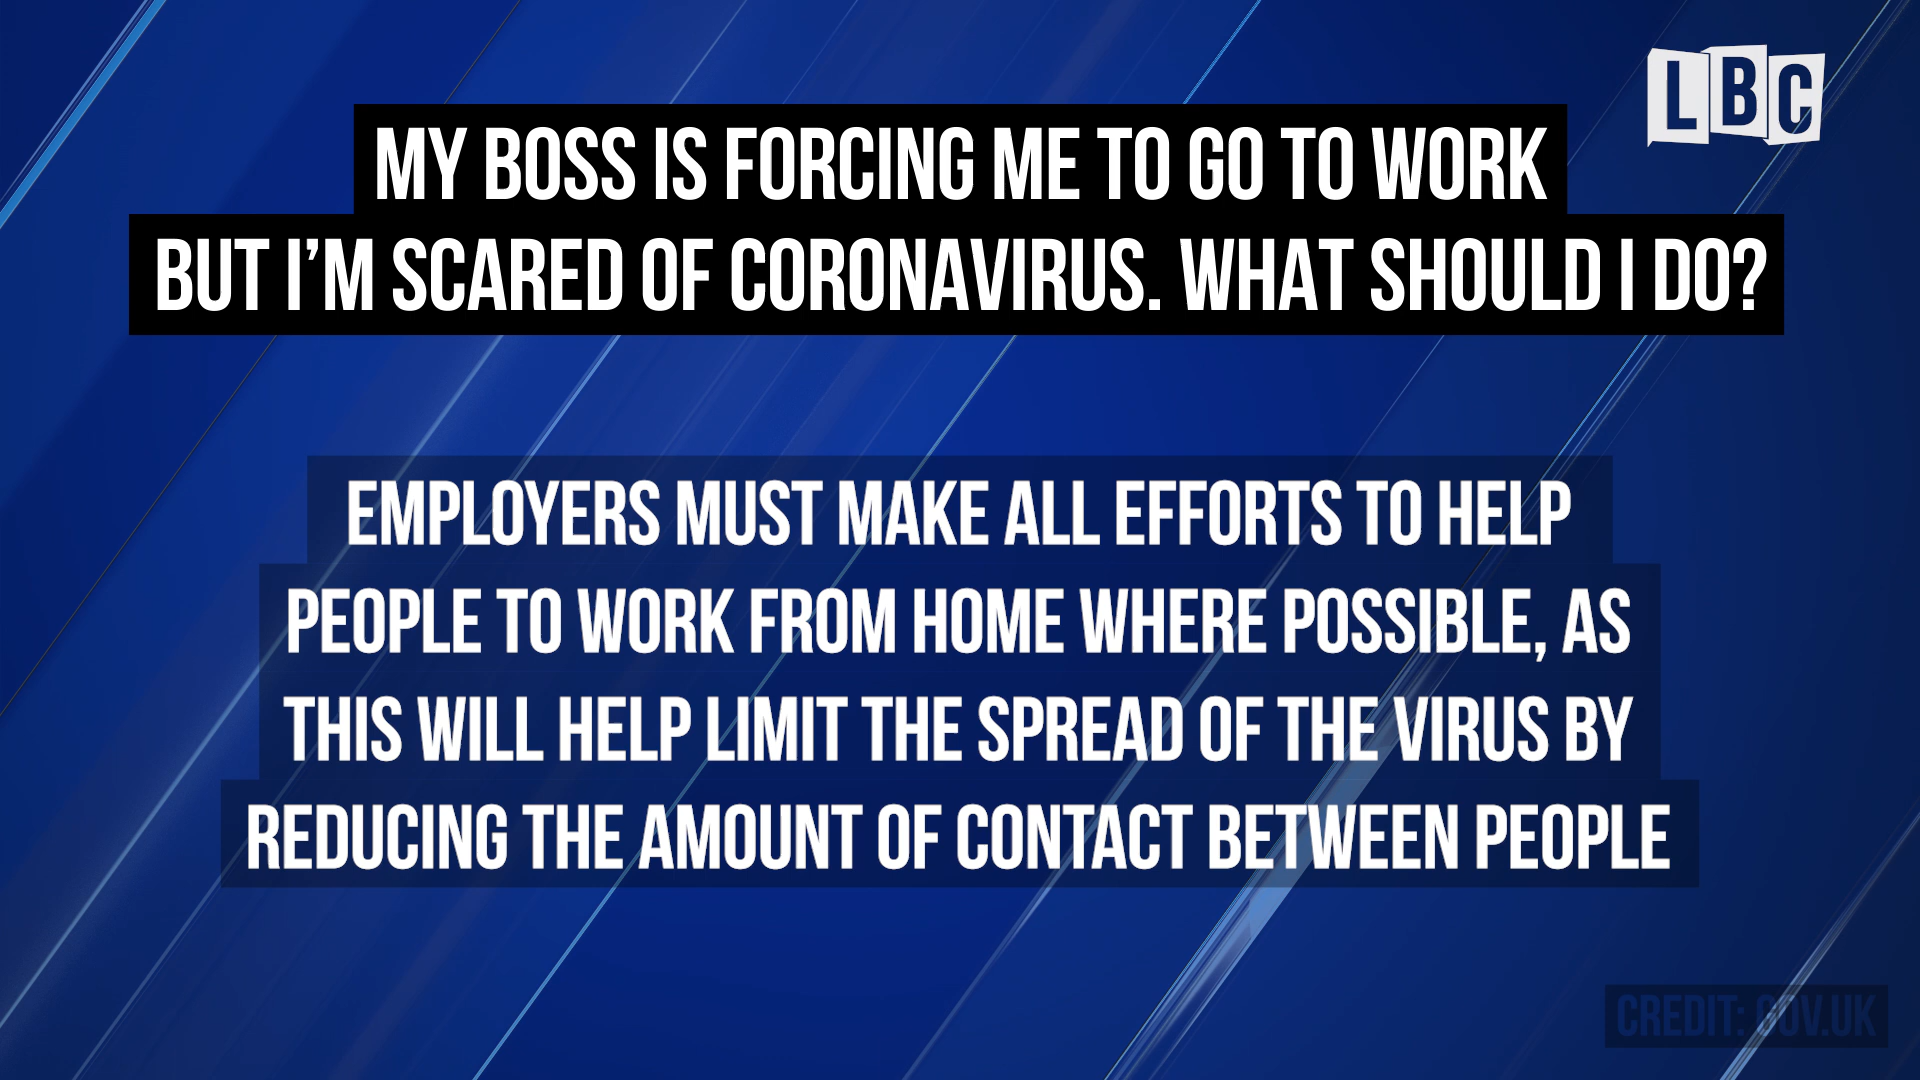 LBC
MY BOSS IS FORCING ME TO GO TO WORK
BUT I'M SCARED OF CORONAVIRUS. WHAT SHOULD I DO?
EMPLOYERS MUST MAKE ALL EFFORTS TO HELP
PEOPLE TO WORK FROM HOME WHERE POSSIBLE, AS
THIS WILL HELP LIMIT THE SPREAD OF THE VIRUS BY
REDUCING THE AMOUNT OF CONTACT BETWEEN PEOPLE
CREDIT: GOV.UK